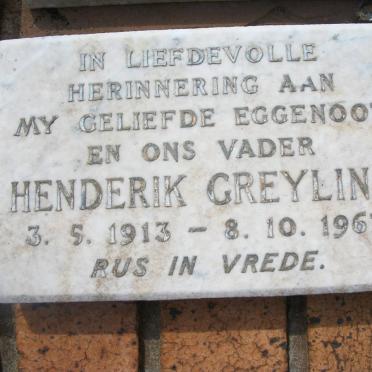 IN LIEFDEVOLLE
HERINNERING AAN
MY GELIEFDE EGGENOO
EN ONS VADER
HENDERIK GREYLIN
3. 5. 1913 – 8. 10. 196
RUS IN VREDE.